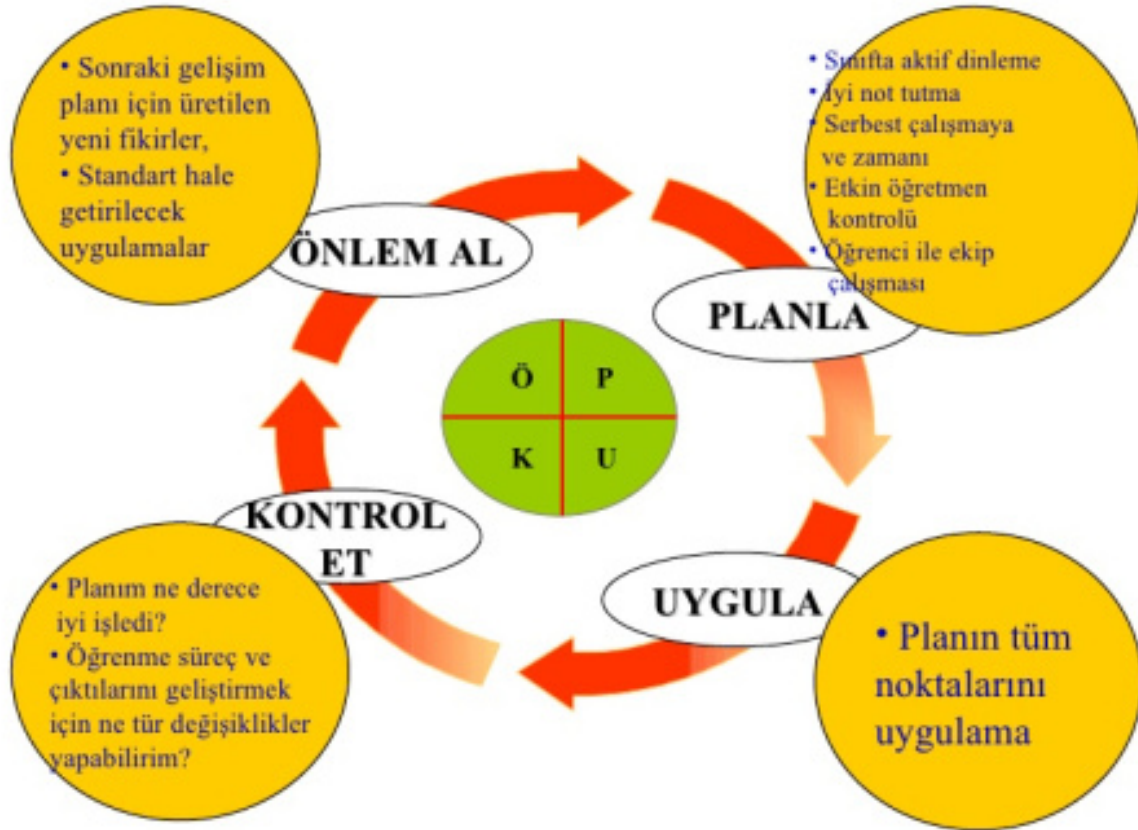 • Sonraki gelişim
planı için üretilen
yeni fikirler,
• Standart hale
getirilecek
uygulamalar
ÖNLEM AL
• Sınıfta aktif dinleme
• İyi not tutma
• Serbest çalışmaya
ve zamanı
• Etkin öğretmen
kontrolü
• Öğrenci ile ekip
çalışması
PLANLA
Ö P
K U
KONTROL
ET
• Planım ne derece
iyi işledi?
• Öğrenme süreç ve
çıktılarını geliştirmek
için ne tür değişiklikler
yapabilirim?
UYGULA
• Planın tüm
noktalarını
uygulama